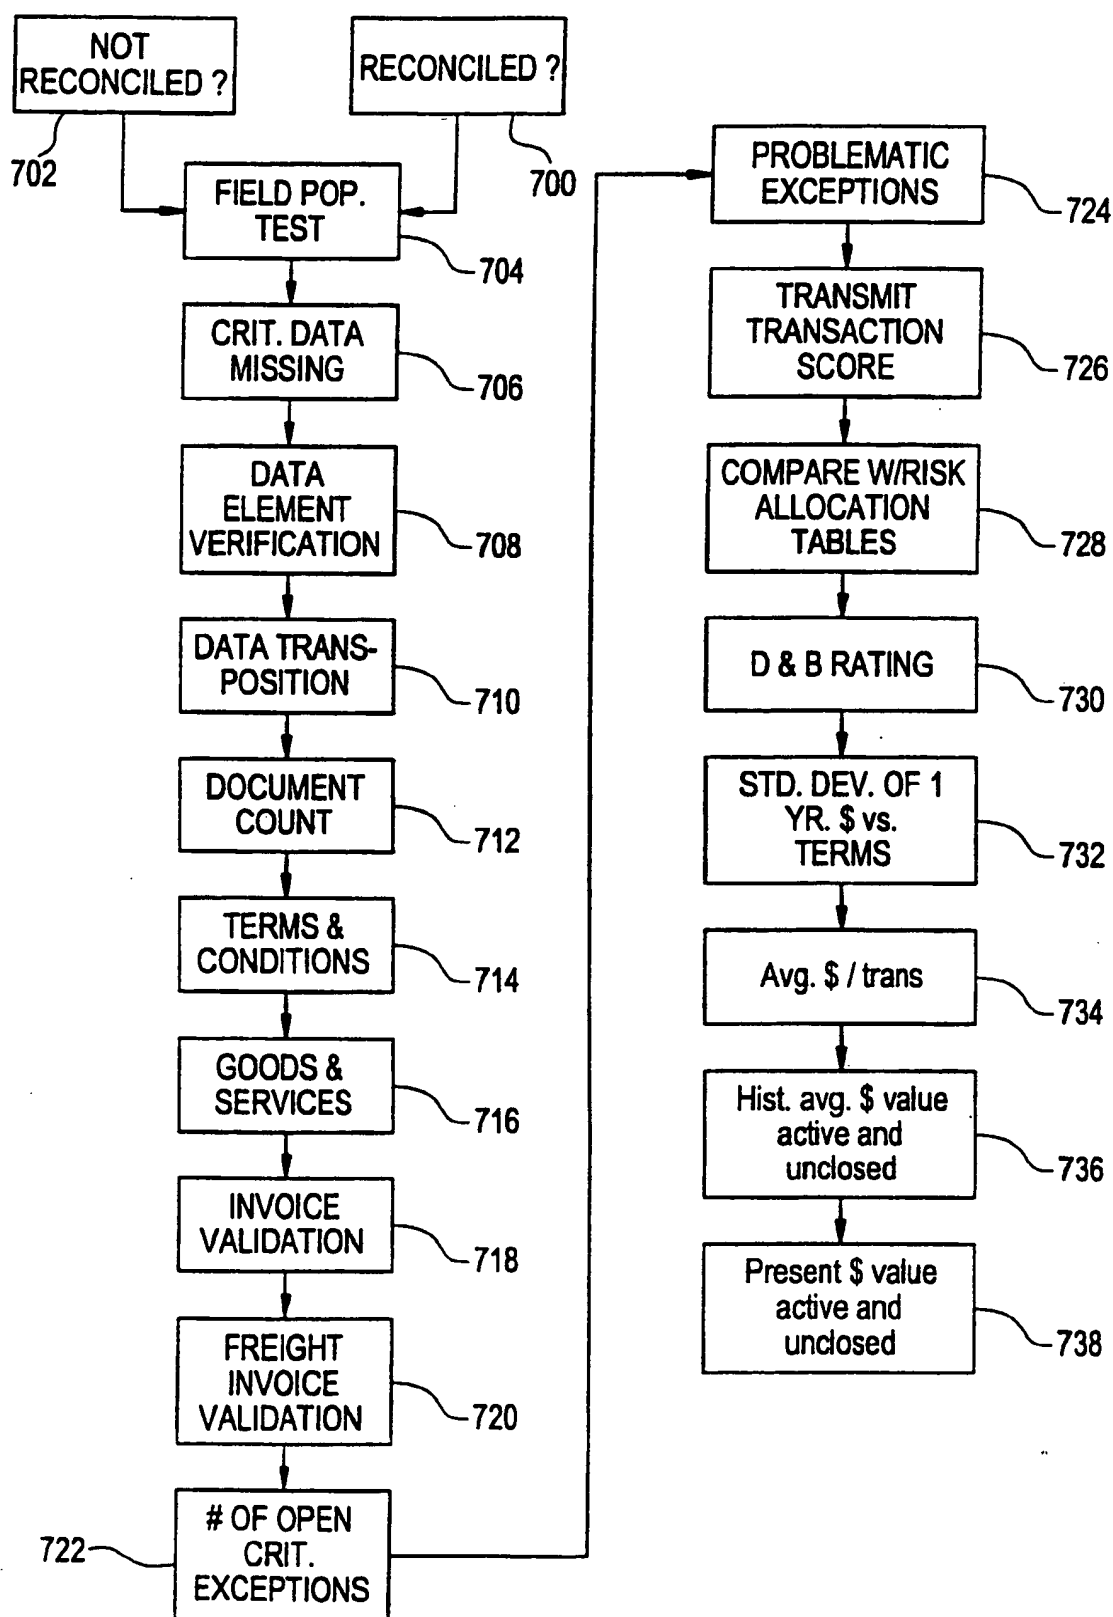 NOT
RECONCILED ?
702
RECONCILED ?
700
FIELD POP.
TEST
704
CRIT. DATA
MISSING
706
DATA
ELEMENT
VERIFICATION
708
DATA TRANS-
POSITION
710
DOCUMENT
COUNT
712
TERMS &
CONDITIONS
714
GOODS &
SERVICES
716
INVOICE
VALIDATION
718
FREIGHT
INVOICE
VALIDATION
720
# OF OPEN
CRIT.
EXCEPTIONS
722
PROBLEMATIC
EXCEPTIONS
724
TRANSMIT
TRANSACTION
SCORE
726
COMPARE W/RISK
ALLOCATION
TABLES
728
D & B RATING
730
STD. DEV. OF 1
YR. $ vs.
TERMS
732
Avg. $ / trans
734
Hist. avg. $ value
active and
unclosed
736
Present $ value
active and
unclosed
738